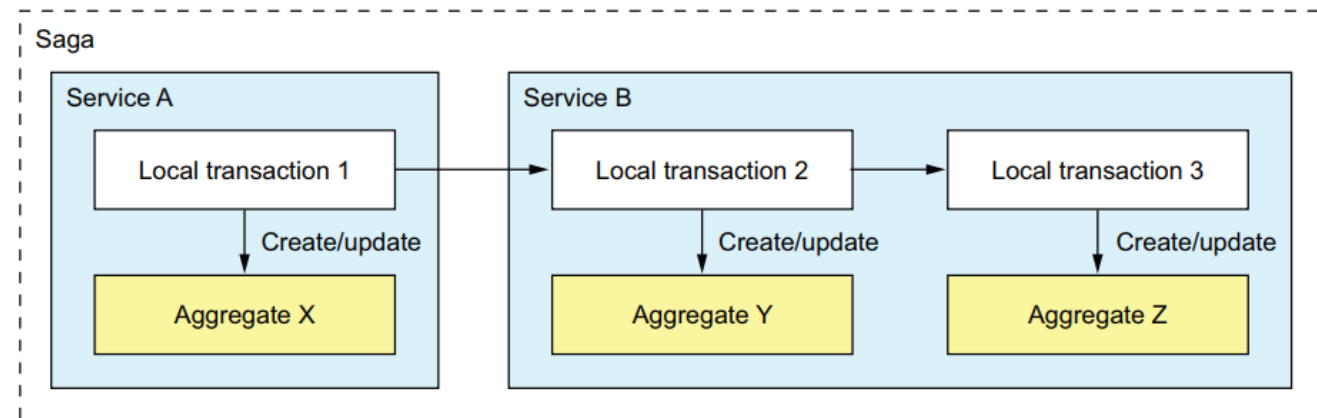 Saga
Service A
Service B
Local transaction 1
Local transaction 2
Local transaction 3
Create/update
Create/update
Create/update
Aggregate X
Aggregate Y
Aggregate Z